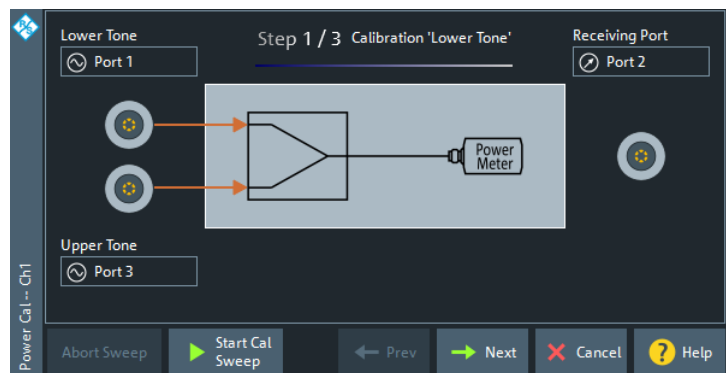 R&S
Lower Tone
Step 1 / 3 Calibration 'Lower Tone'
Receiving Port
Port 1
Port 2
Power
Meter
Upper Tone
Port 3
Power Cal -- Ch1
Abort Sweep
Start Cal
Sweep
Prev
Next
Cancel
? Help